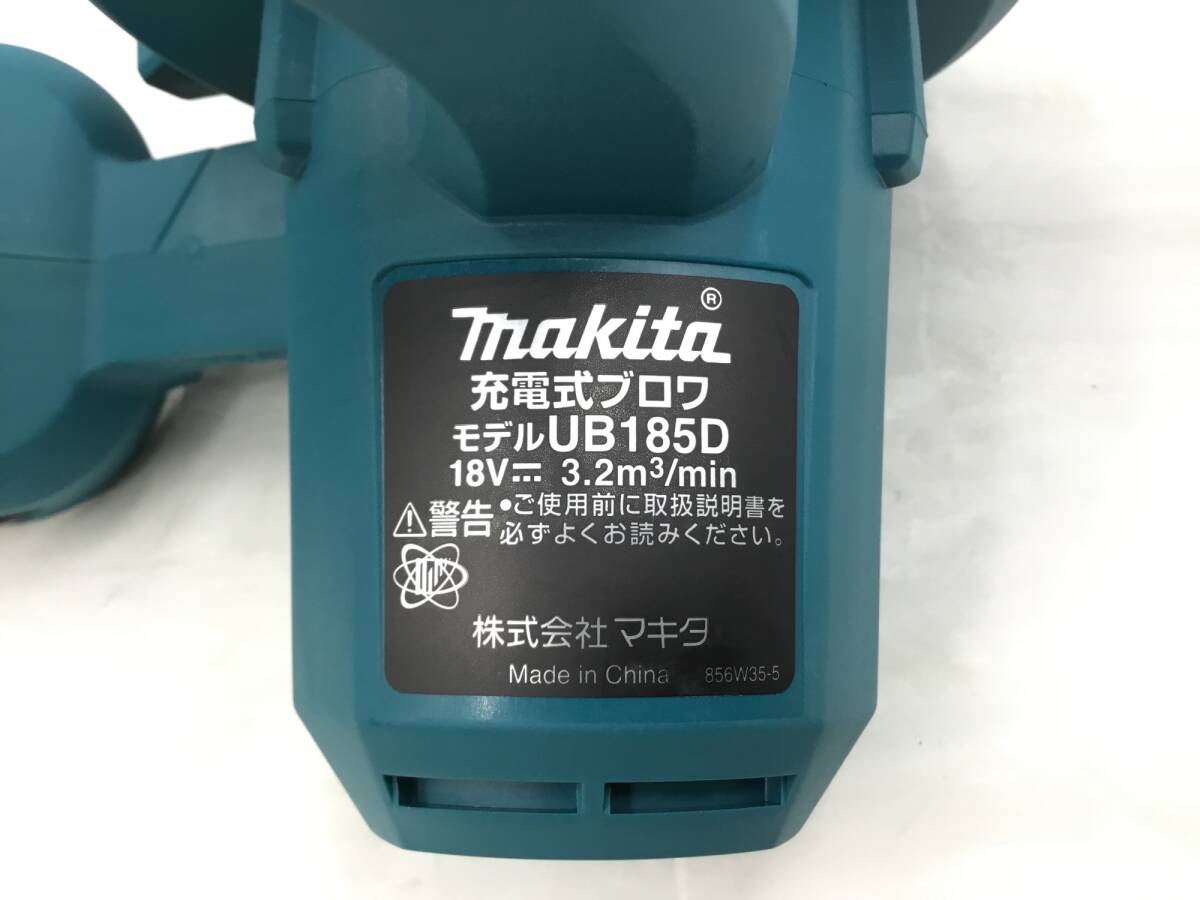 makita®
充電式ブロワ
モデルUB185D
18V⎓ 3.2m³/min
⚠警告 •ご使用前に取扱説明書を
必ずよくお読みください。
株式会社マキタ
Made in China 856W35-5